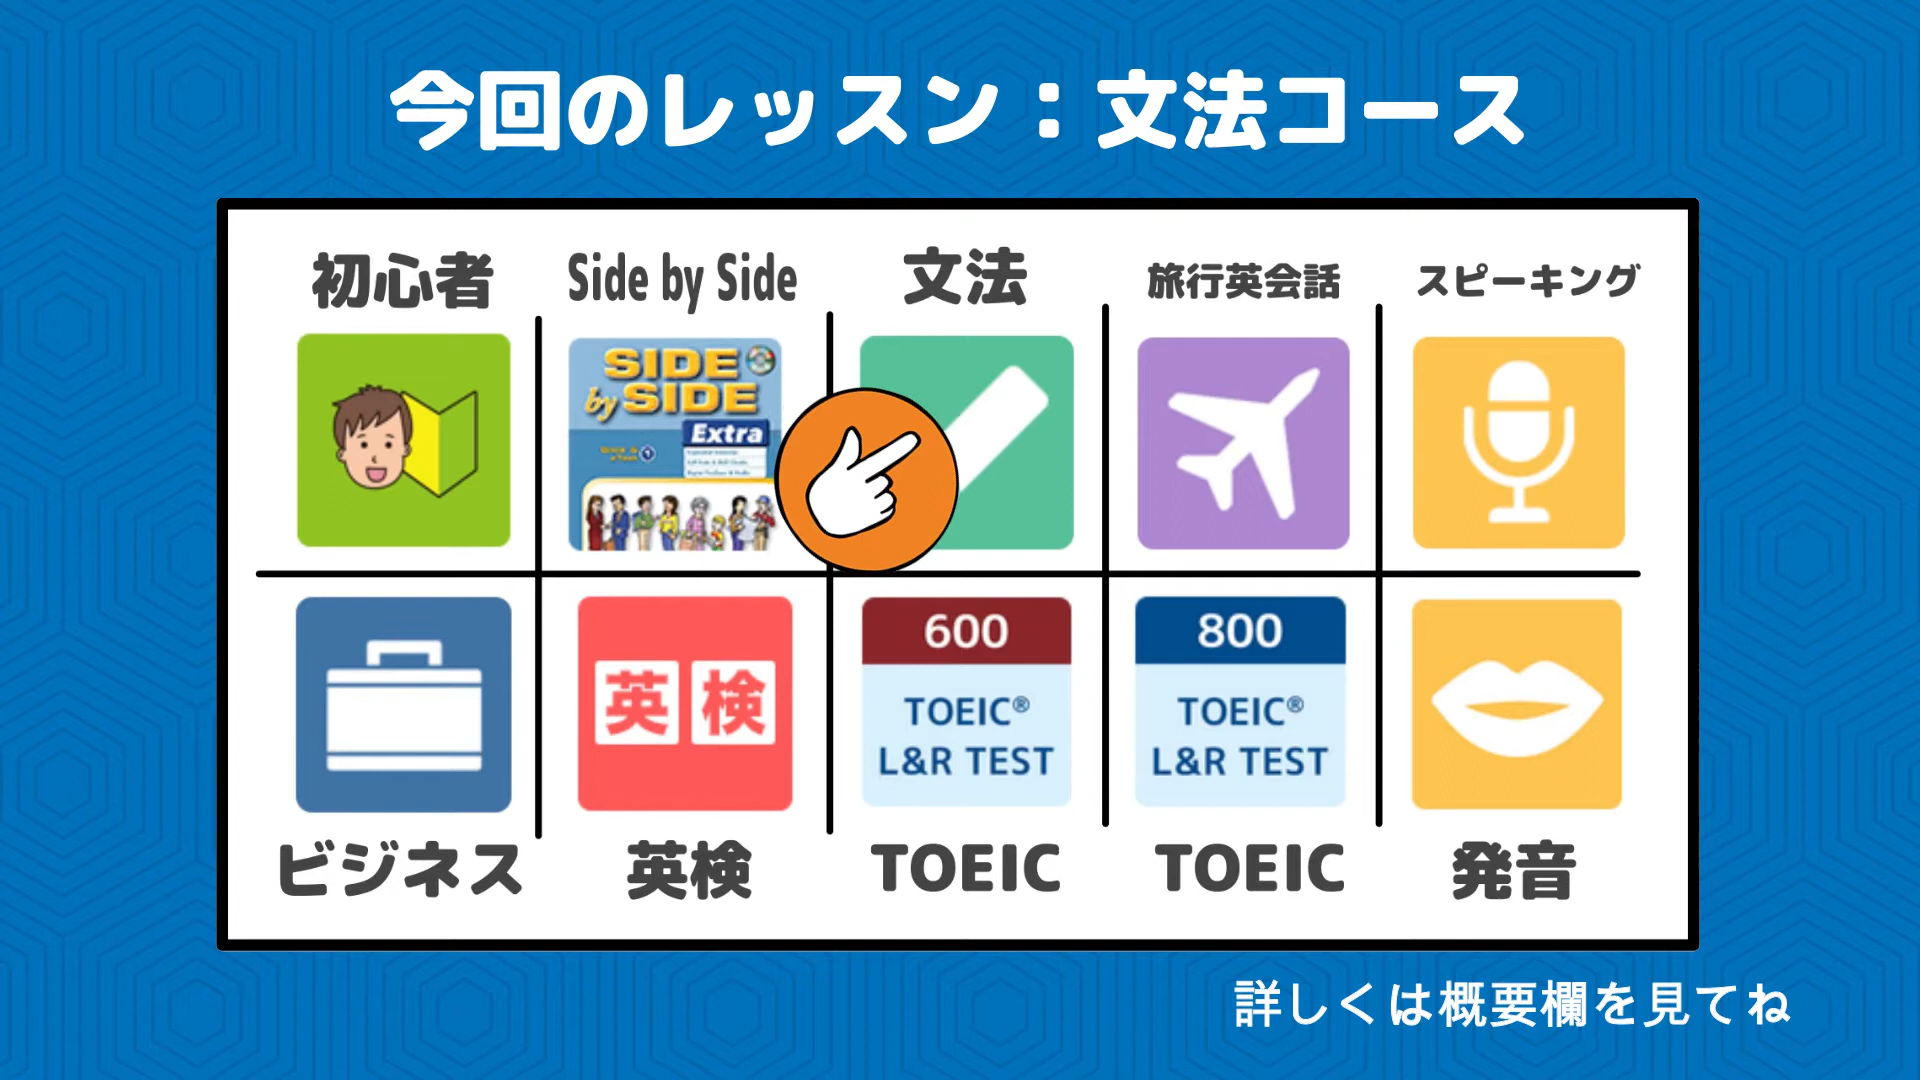 今回のレッスン：文法コース
初心者
Side by Side
文法
旅行英会話
スピーキング
SIDE
by SIDE
Extra
600
TOEIC®
L&R TEST
800
TOEIC®
L&R TEST
英検
ビジネス
英検
TOEIC
TOEIC
発音
詳しくは概要欄を見てね